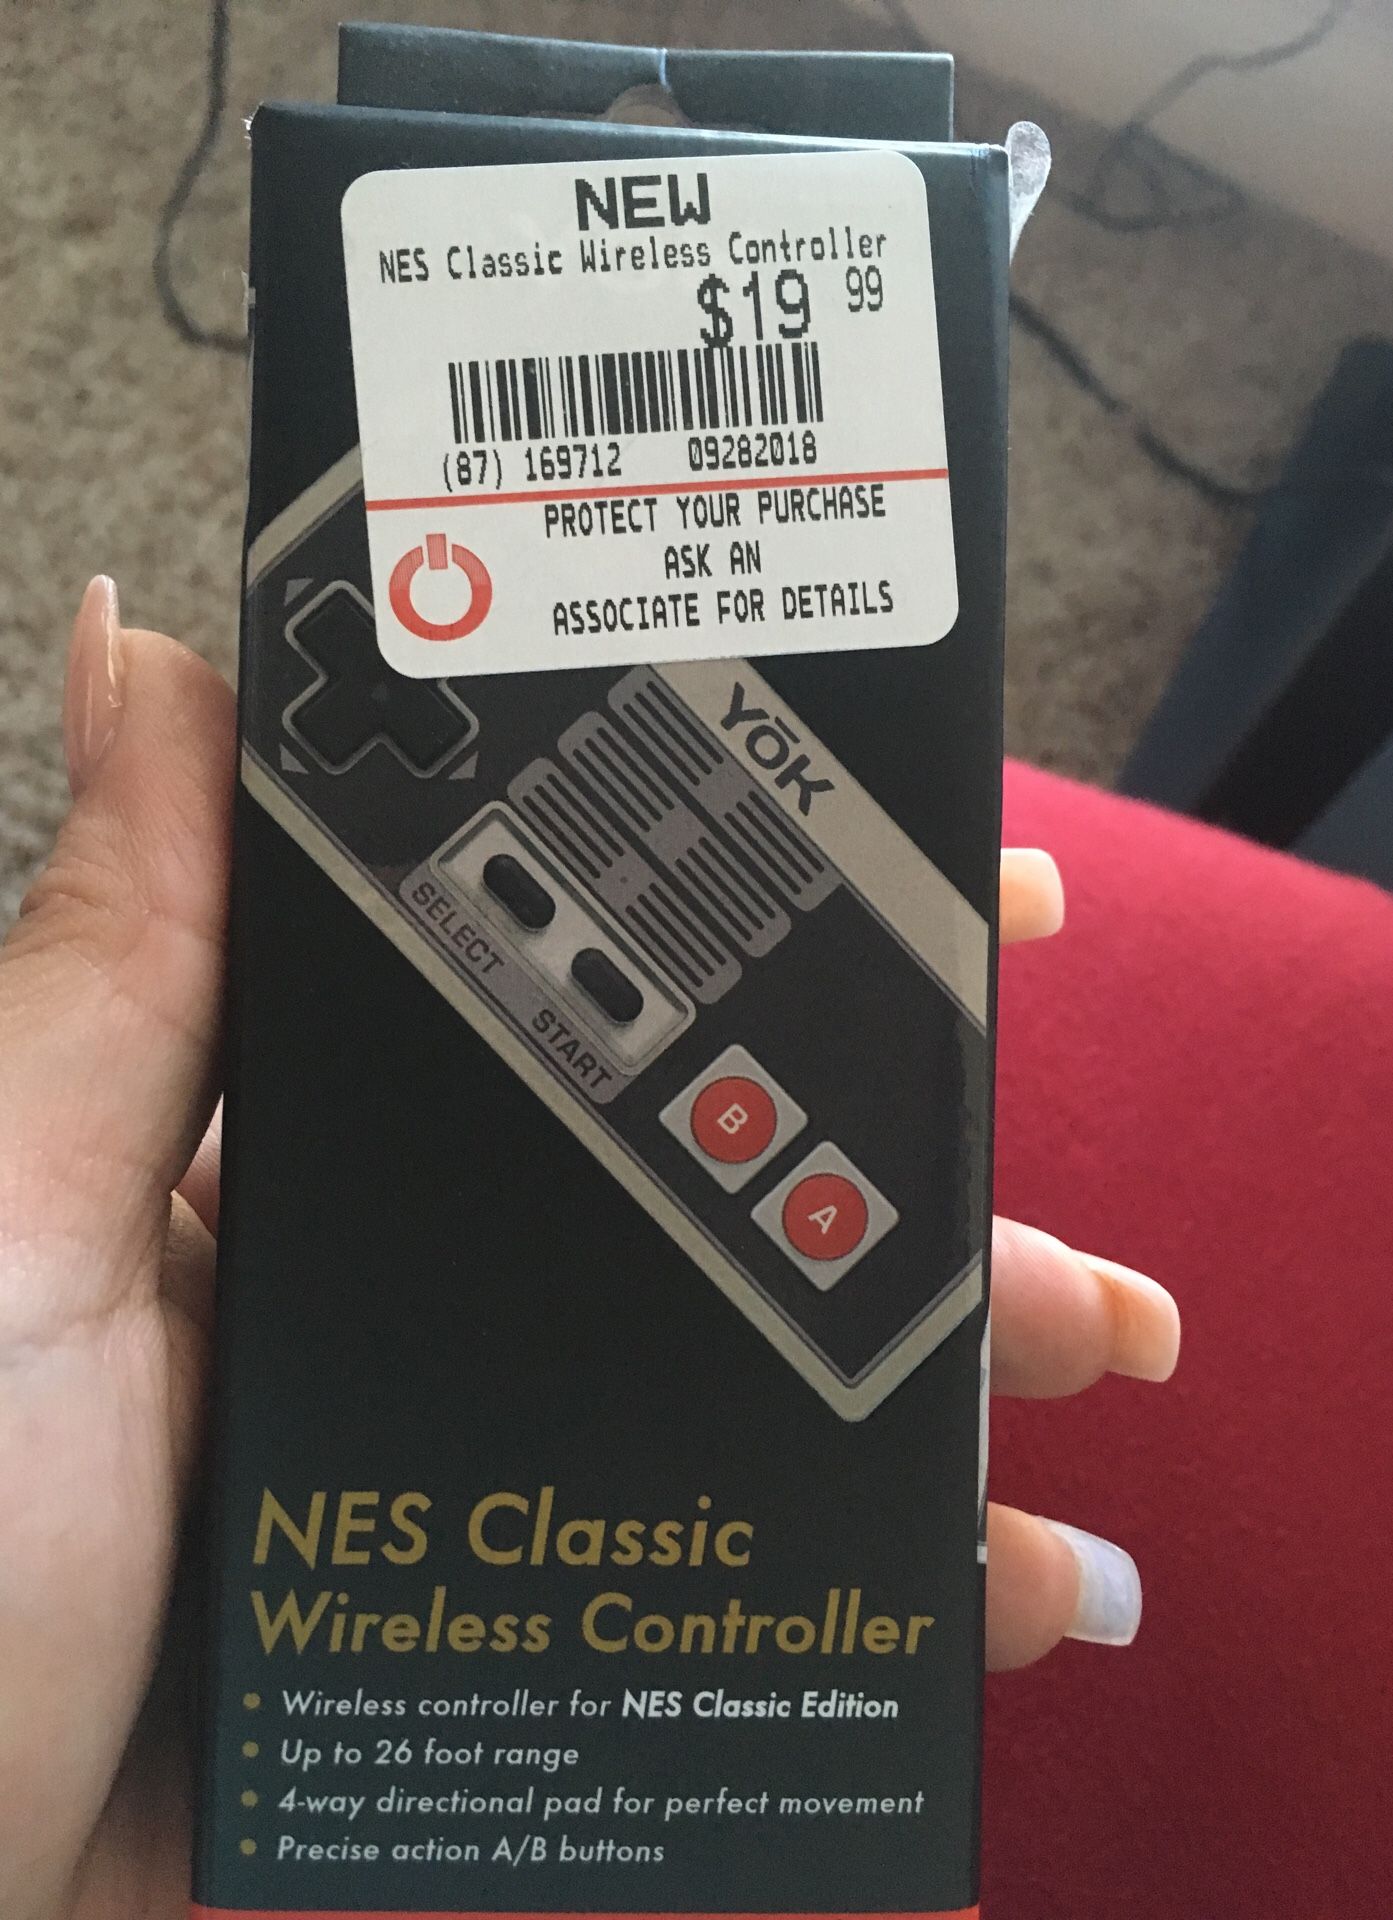 NEW
NES Classic Wireless Controller
$19 99
(87) 169712 09282018
PROTECT YOUR PURCHASE
ASK AN
ASSOCIATE FOR DETAILS
YŌK
SELECT START
B
A
NES Classic
Wireless Controller
• Wireless controller for NES Classic Edition
• Up to 26 foot range
• 4-way directional pad for perfect movement
• Precise action A/B buttons